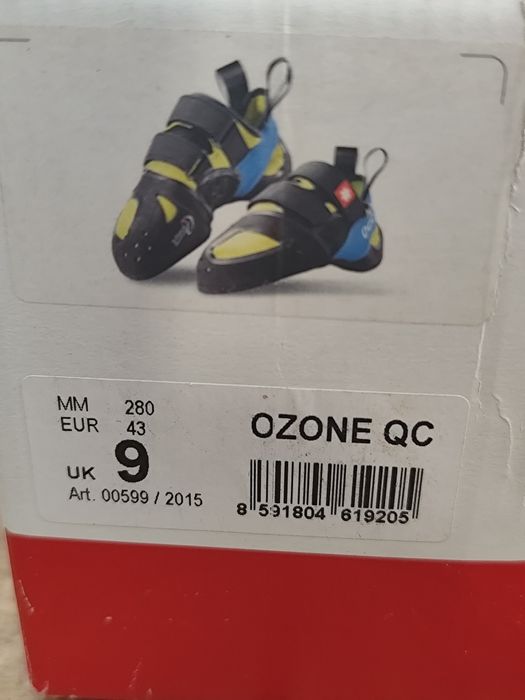 MM 280
EUR 43
UK 9
Art. 00599 / 2015
OZONE QC
8 591804 619205